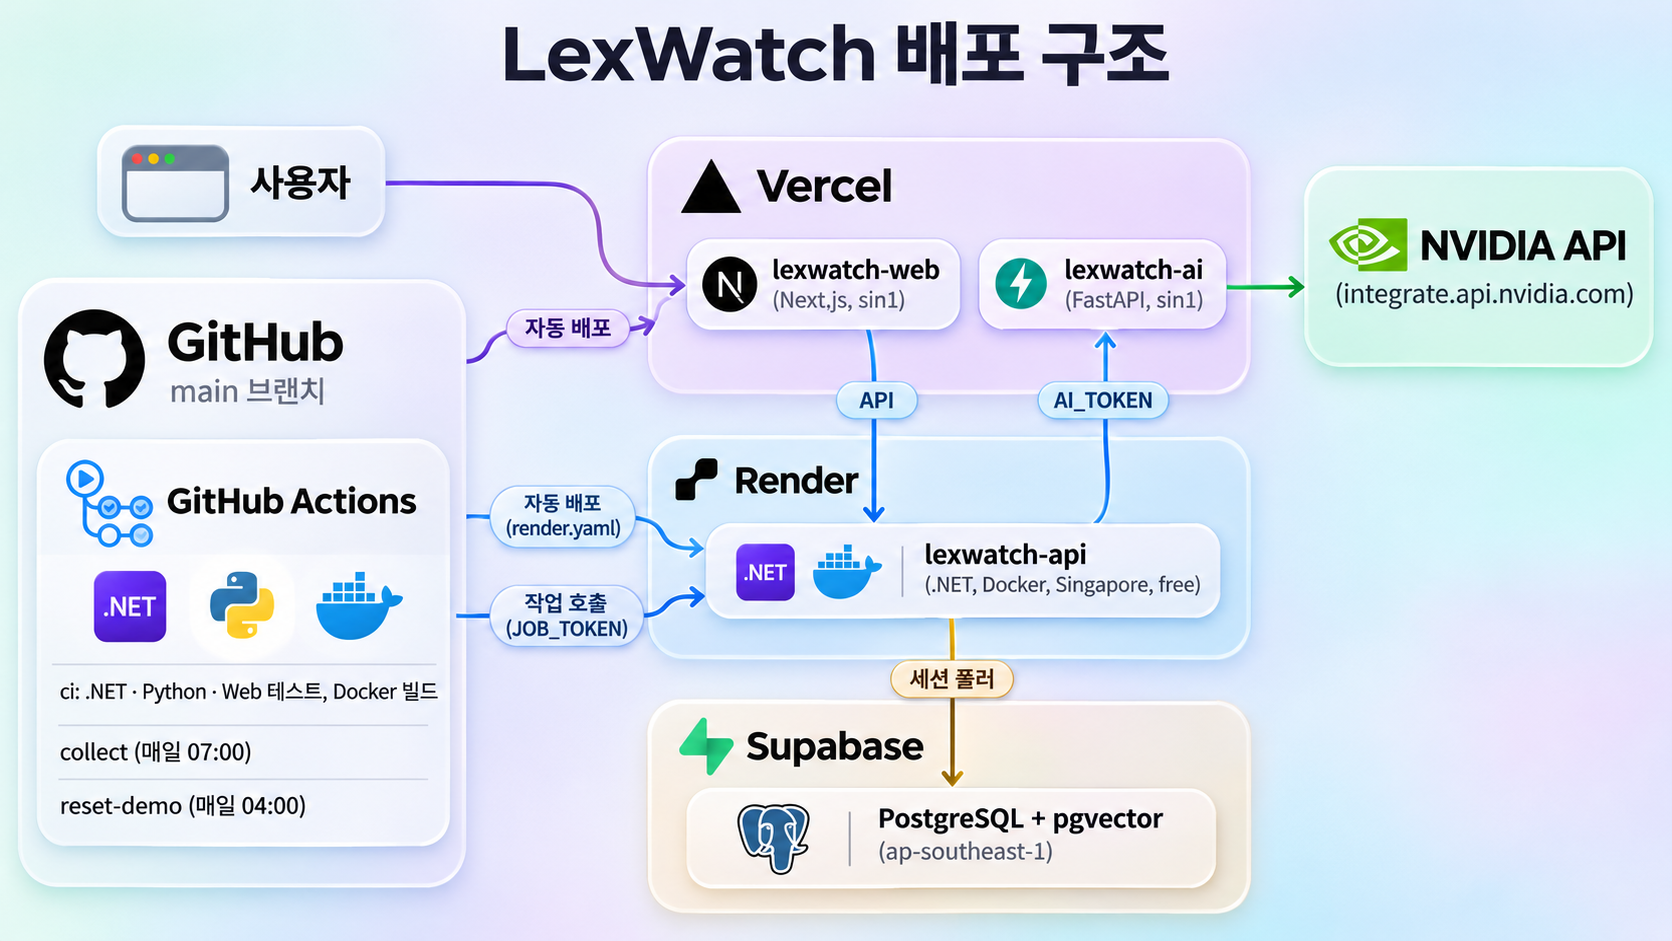 LexWatch 배포 구조
사용자
Vercel
lexwatch-web
(Next.js, sin1)
lexwatch-ai
(FastAPI, sin1)
NVIDIA API
(integrate.api.nvidia.com)
자동 배포
GitHub
main 브랜치
API
AI_TOKEN
GitHub Actions
.NET
ci: .NET · Python · Web 테스트, Docker 빌드
collect (매일 07:00)
reset-demo (매일 04:00)
자동 배포
(render.yaml)
작업 호출
(JOB_TOKEN)
Render
.NET
lexwatch-api
(.NET, Docker, Singapore, free)
세션 풀러
Supabase
PostgreSQL + pgvector
(ap-southeast-1)